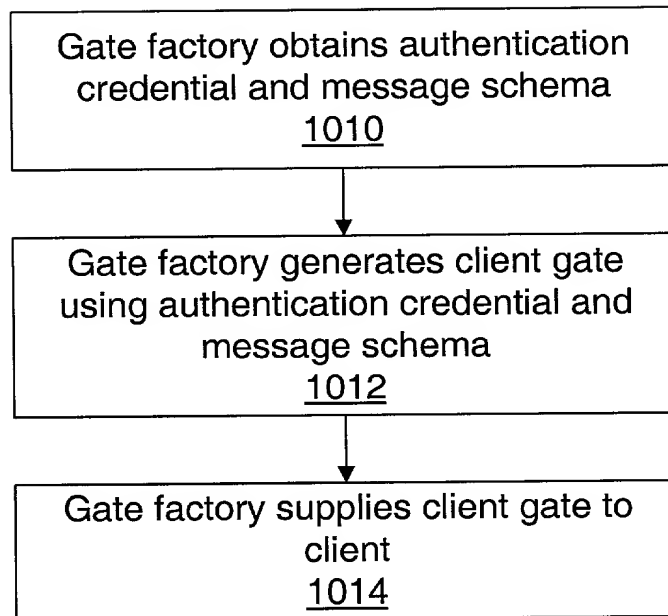 Gate factory obtains authentication
credential and message schema
1010
Gate factory generates client gate
using authentication credential and
message schema
1012
Gate factory supplies client gate to
client
1014